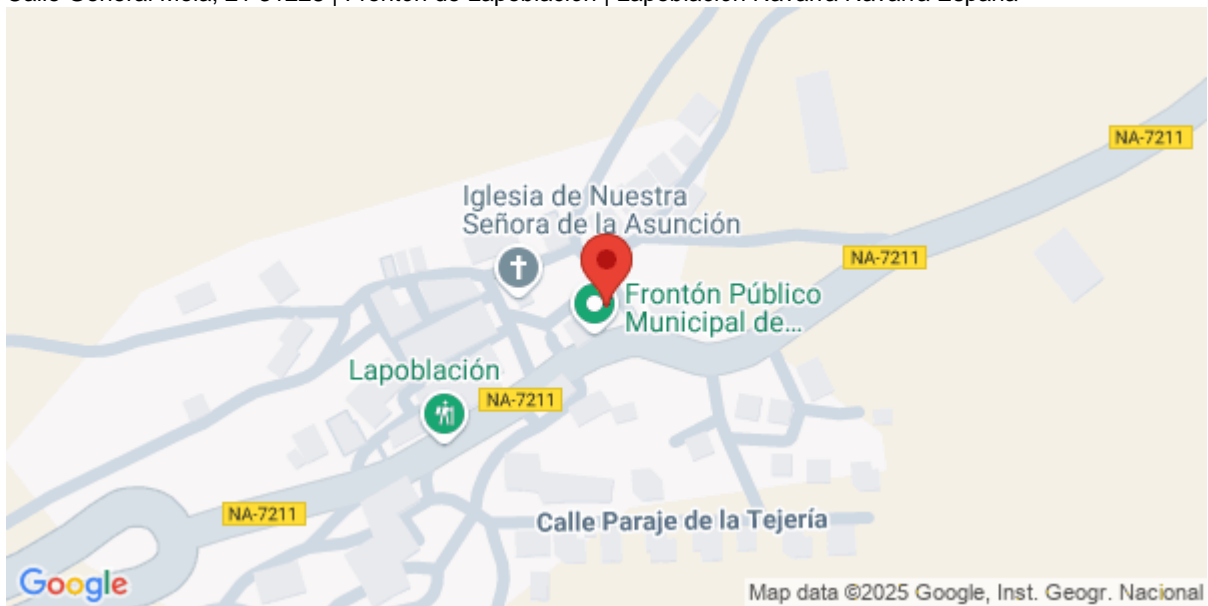 NA-7211
Iglesia de Nuestra
Señora de la Asunción
NA-7211
Frontón Público
Municipal de...
Lapoblación
NA-7211
NA-7211
Calle Paraje de la Tejería
Google
Map data ©2025 Google, Inst. Geogr. Nacional